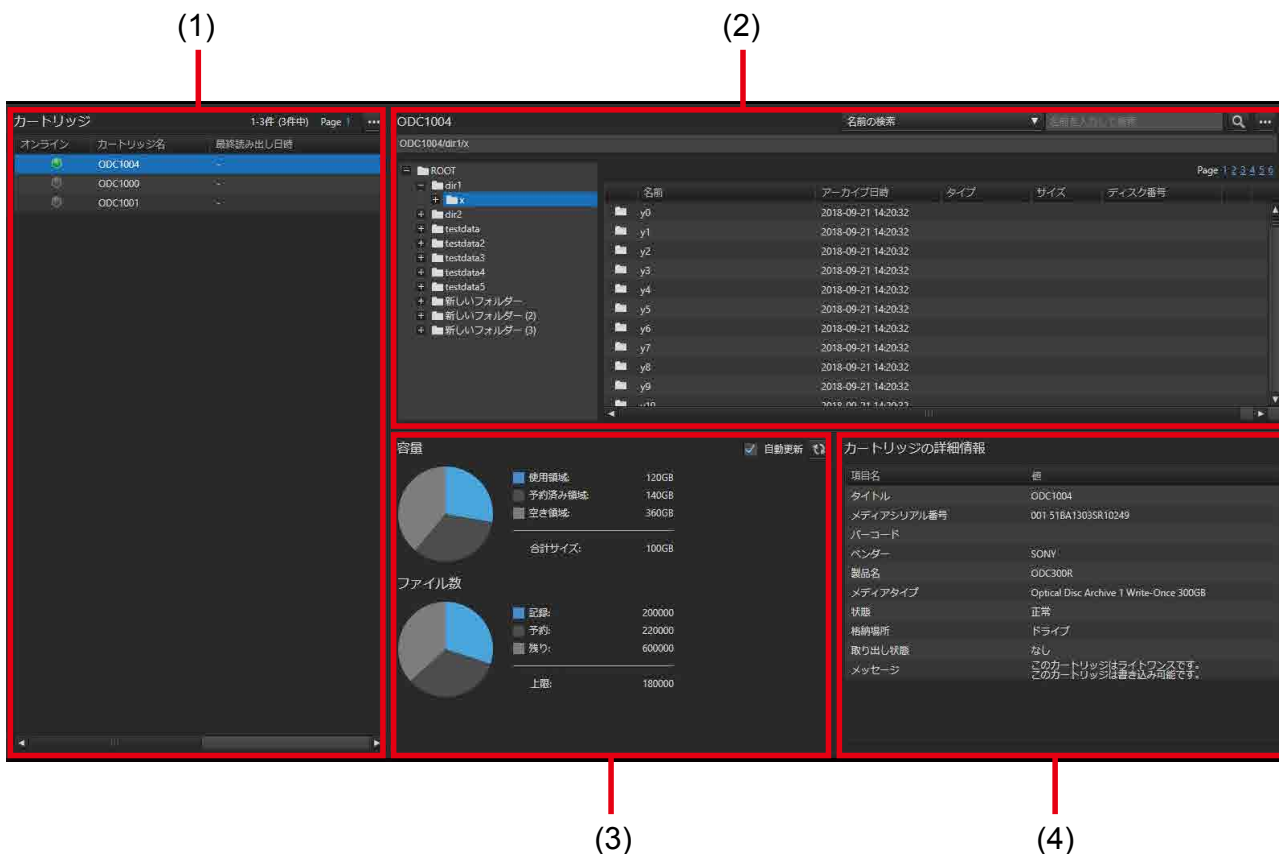 (1)
(2)
カートリッジ 1-3件 (3件中) Page 1 ...
オンライン カートリッジ名 最終読み出し日時
ODC1004 -
ODC1000 -
ODC1001 -
ODC1004 名前の検索 ▼ 名前を入力して検索 ...
ODC1004/dir1/x
ROOT
dir1
x
dir2
testdata
testdata2
testdata3
testdata4
testdata5
新しいフォルダー
新しいフォルダー (2)
新しいフォルダー (3)
Page 1 2 3 4 5 6
名前 アーカイブ日時 タイプ サイズ ディスク番号
y0 2018-09-21 14:20:32
y1 2018-09-21 14:20:32
y2 2018-09-21 14:20:32
y3 2018-09-21 14:20:32
y4 2018-09-21 14:20:32
y5 2018-09-21 14:20:32
y6 2018-09-21 14:20:32
y7 2018-09-21 14:20:32
y8 2018-09-21 14:20:32
y9 2018-09-21 14:20:32
y10 2018-09-21 14:20:32
容量 自動更新
使用領域: 120GB
予約済み領域: 140GB
空き領域: 360GB
合計サイズ: 100GB
ファイル数
記録: 200000
予約: 220000
残り: 600000
上限: 180000
カートリッジの詳細情報
項目名 値
タイトル ODC1004
メディアシリアル番号 001-51BA1303SR10249
バーコード
ベンダー SONY
製品名 ODC300R
メディアタイプ Optical Disc Archive 1 Write-Once 300GB
状態 正常
格納場所 ドライブ
取り出し状態 なし
メッセージ このカートリッジはライトワンスです。
このカートリッジは書き込み可能です。
(3)
(4)